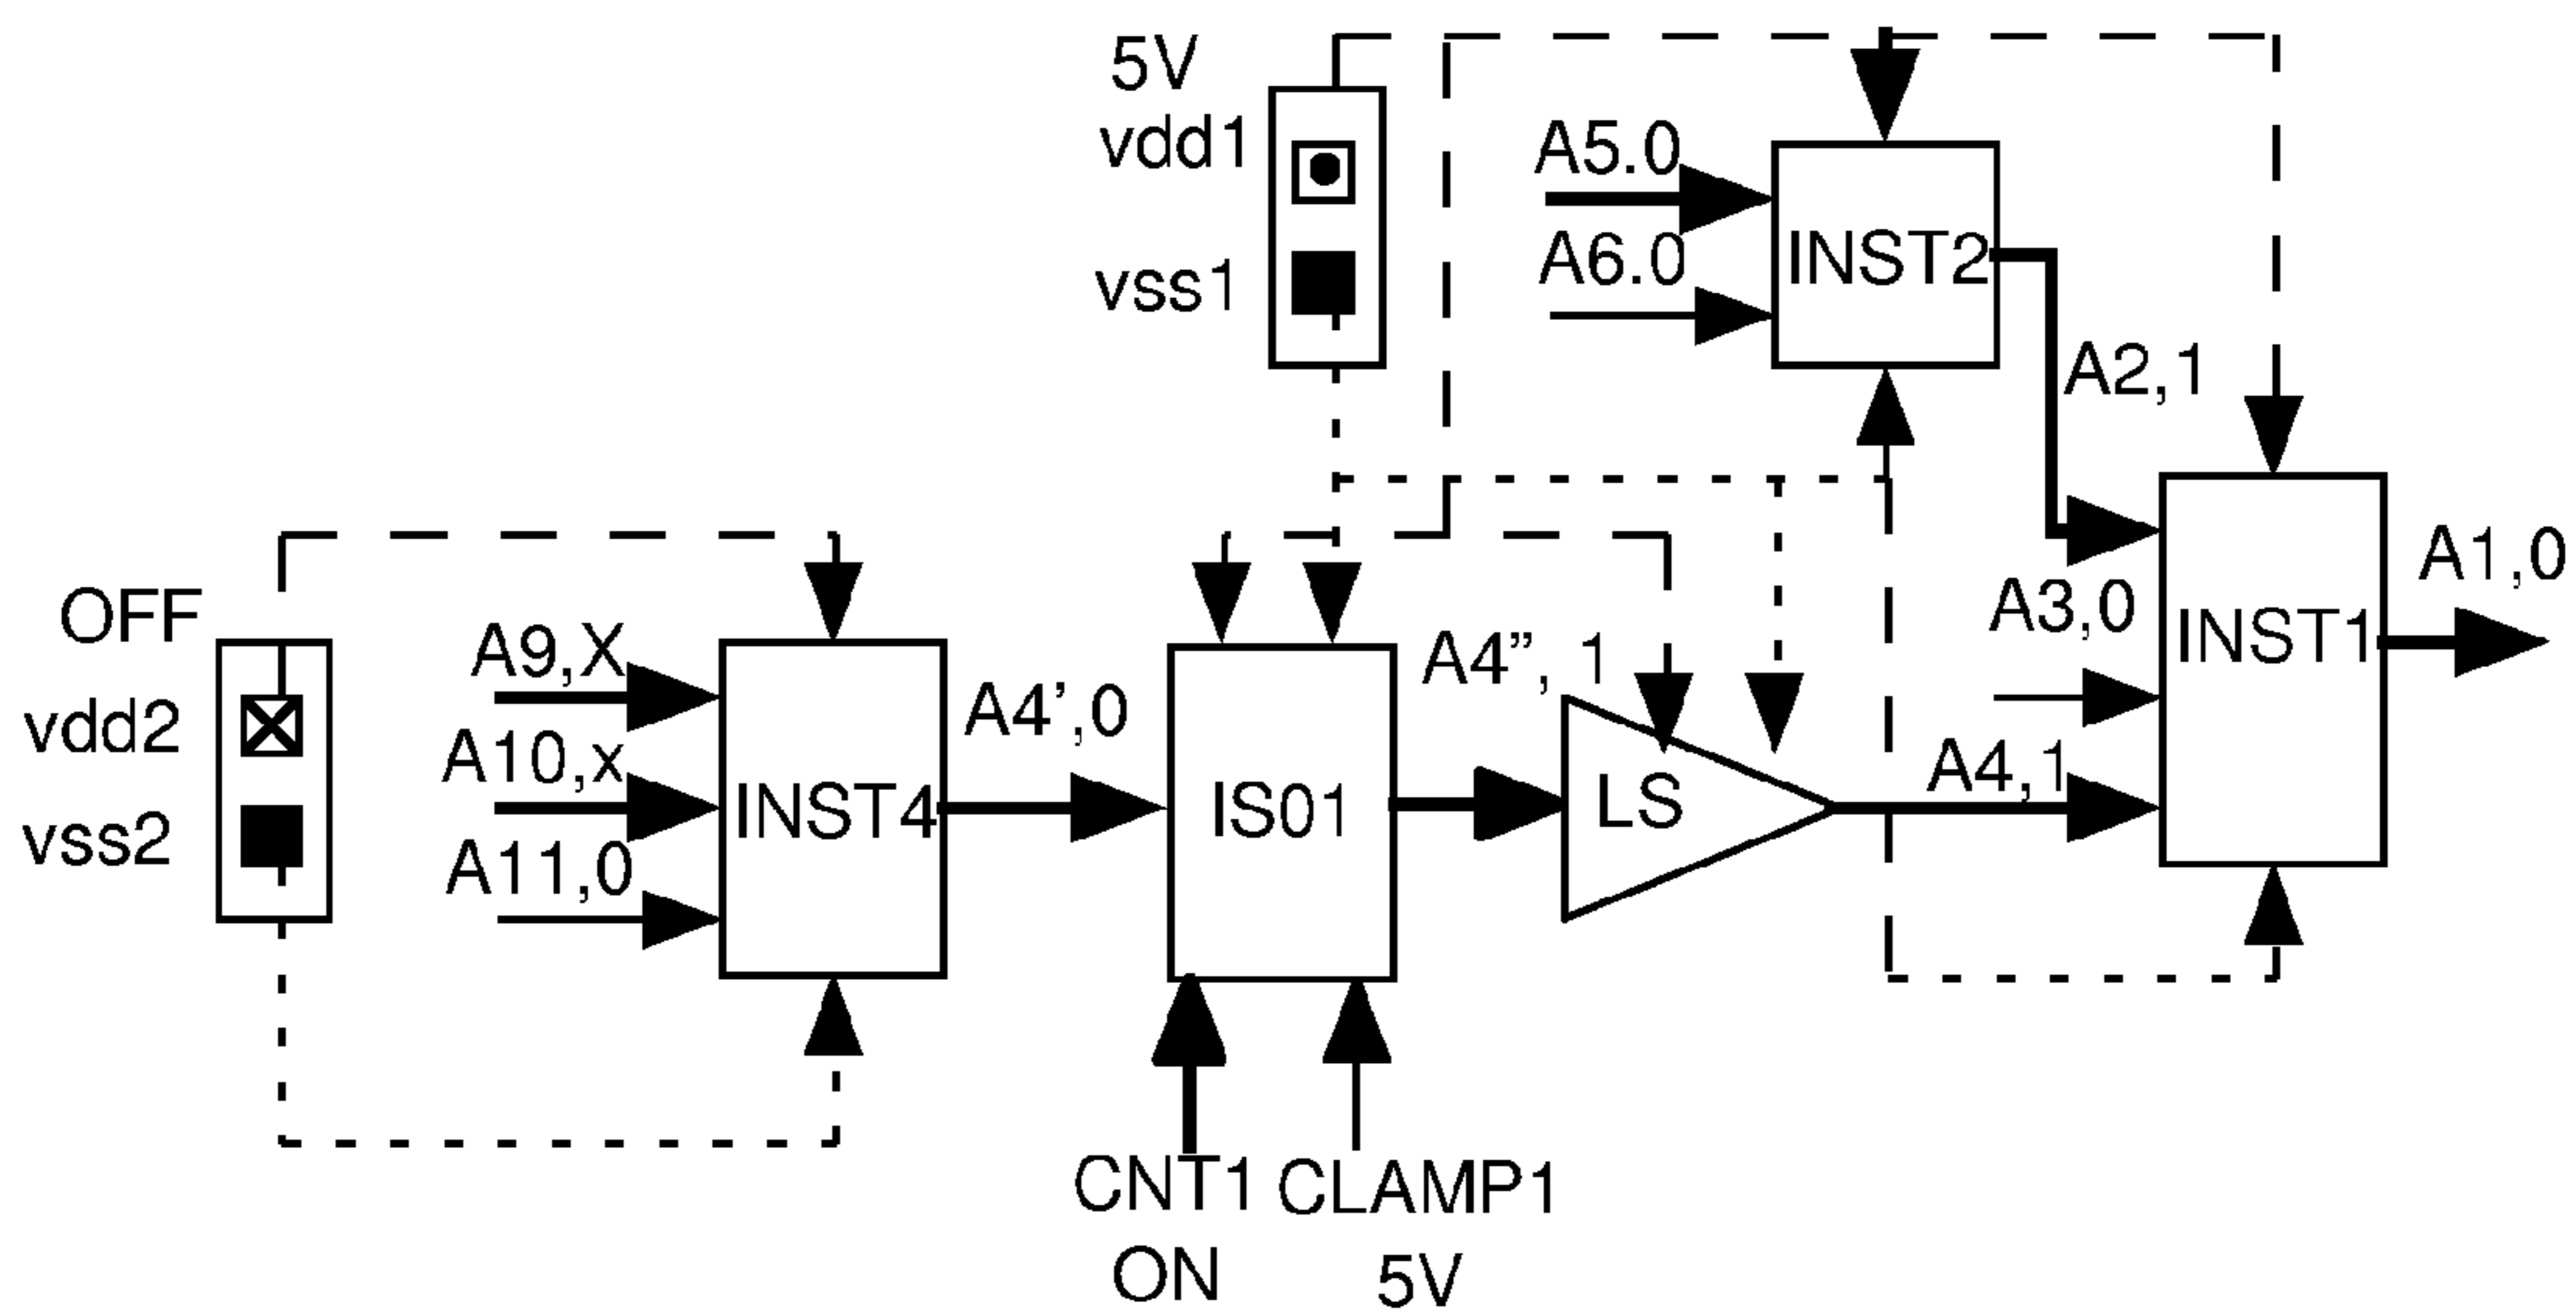 5V
vdd1
vss1
A5.0
A6.0
INST2
A2,1
OFF
vdd2
vss2
A9,X
A10,x
A11,0
INST4
A4’,0
IS01
A4”, 1
LS
A3,0
A4,1
INST1
A1,0
CNT1
ON
CLAMP1
5V